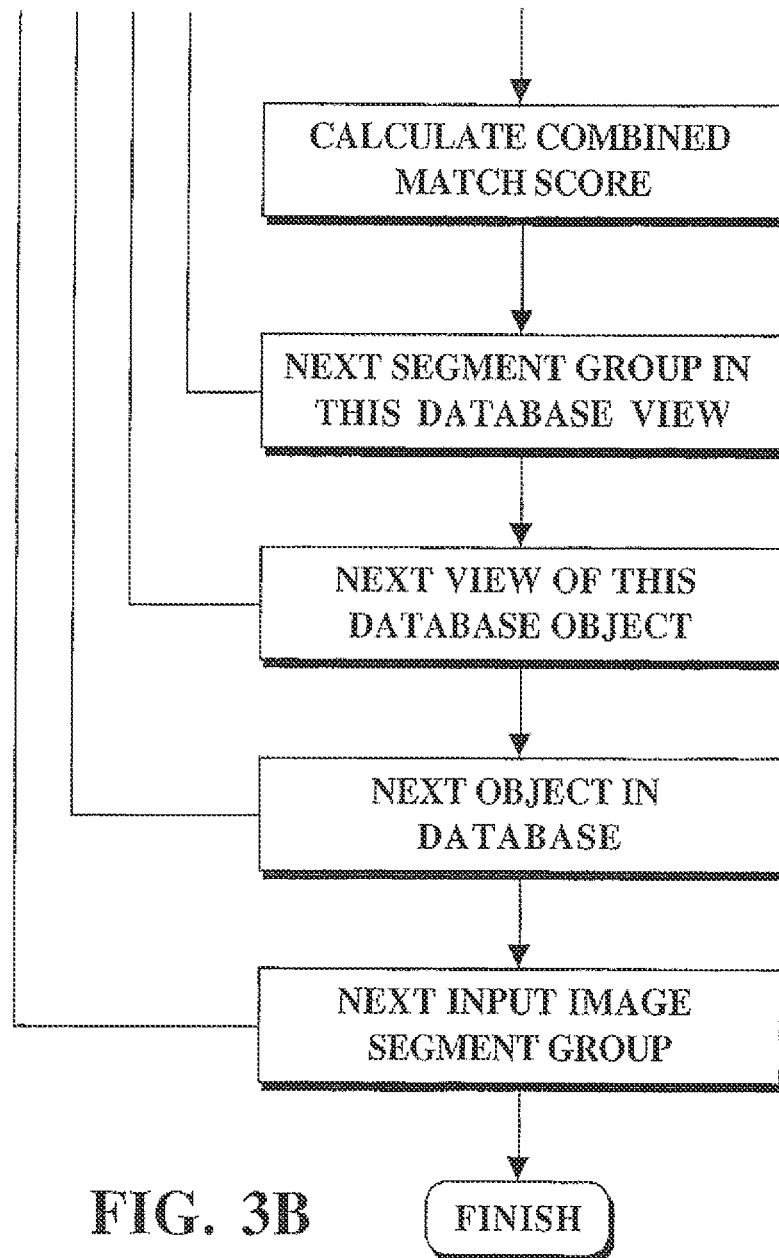 CALCULATE COMBINED
MATCH SCORE
NEXT SEGMENT GROUP IN
THIS DATABASE VIEW
NEXT VIEW OF THIS
DATABASE OBJECT
NEXT OBJECT IN
DATABASE
NEXT INPUT IMAGE
SEGMENT GROUP
FINISH
FIG. 3B